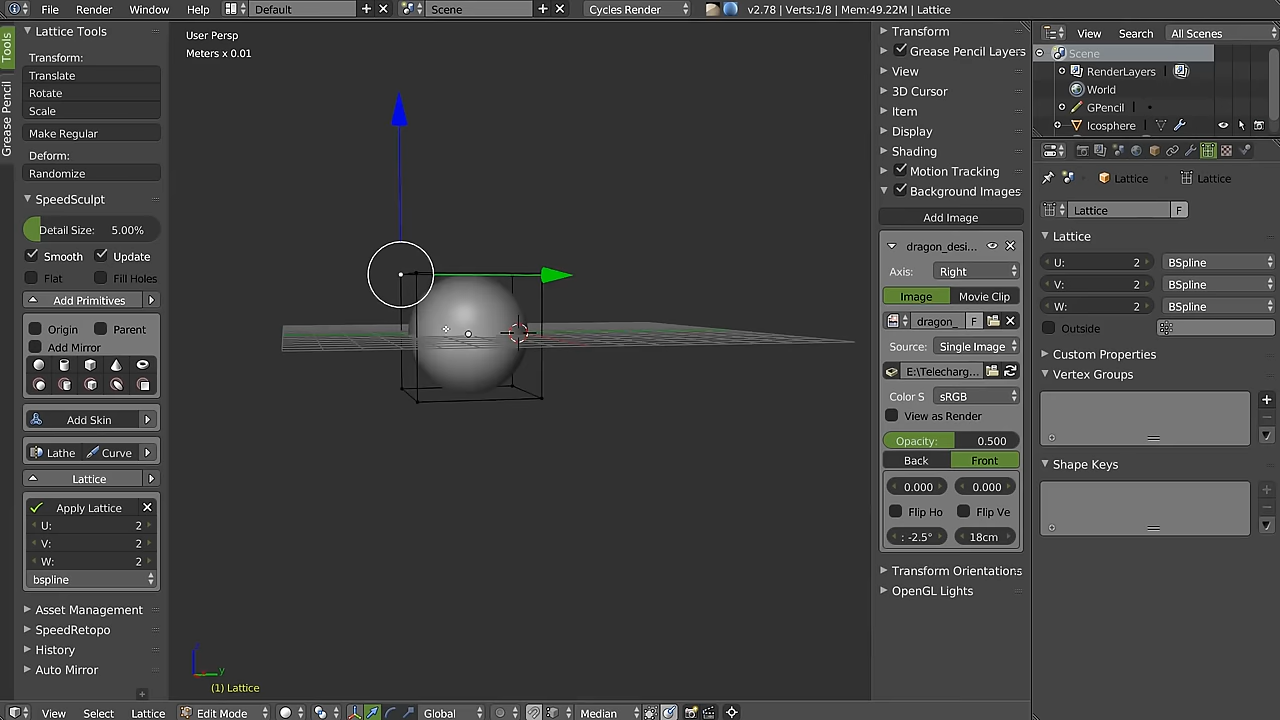 File Render Window Help Default Scene Cycles Render v2.78 | Verts:1/8 | Mem:49.22M | Lattice
Tools
Grease Pencil
Lattice Tools
Transform:
Translate
Rotate
Scale
Make Regular
Deform:
Randomize
SpeedSculpt
Detail Size: 5.00%
Smooth Update
Flat Fill Holes
Add Primitives
Origin Parent
Add Mirror
Add Skin
Lathe Curve
Lattice
Apply Lattice
U: 2
V: 2
W: 2
bspline
Asset Management
SpeedRetopo
History
Auto Mirror
User Persp
Meters x 0.01
z
y
(1) Lattice
View Select Lattice Edit Mode Global Median
Transform
Grease Pencil Layers
View
3D Cursor
Item
Display
Shading
Motion Tracking
Background Images
Add Image
dragon_desi...
Axis: Right
Image Movie Clip
dragon_ F
Source: Single Image
E:\Telecharg...
Color S sRGB
View as Render
Opacity: 0.500
Back Front
0.000 0.000
Flip Ho Flip Ve
: -2.5° 18cm
Transform Orientations
OpenGL Lights
View Search All Scenes
Scene
RenderLayers
World
GPencil
Icosphere
Lattice Lattice
Lattice F
Lattice
U: 2 BSpline
V: 2 BSpline
W: 2 BSpline
Outside
Custom Properties
Vertex Groups
Shape Keys